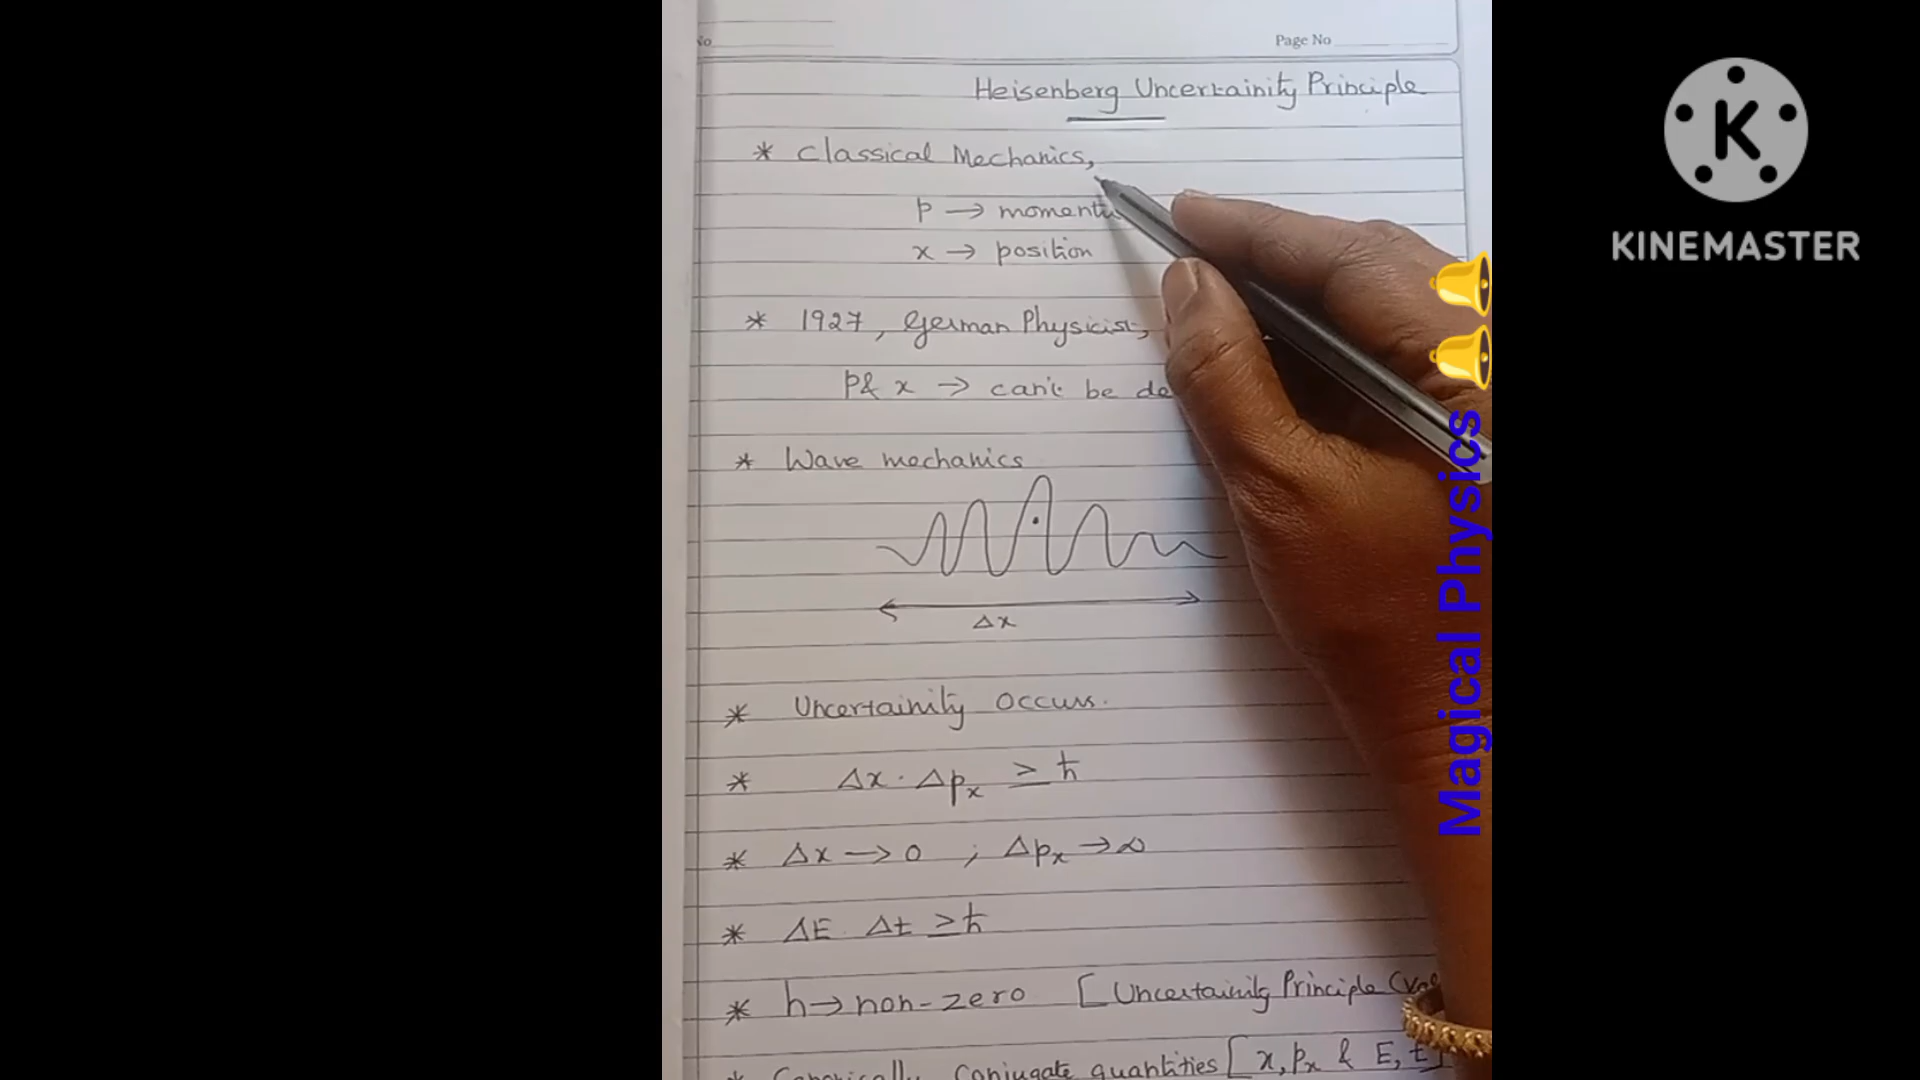 No
Page No
Heisenberg Uncertainity Principle
* Classical Mechanics,
p → momentu
x → position
* 1927, German Physicist,
p & x → can't be de
* Wave mechanics
Δx
* Uncertainity Occurs.
* Δx · Δpx ≥ ħ
* Δx → 0 ; Δpx → ∞
* ΔE Δt ≥ ħ
* h → non-zero [Uncertainity Principle
* Canonically Conjugate quantities [x, px & E, t]
Magical Physics
K
KINEMASTER